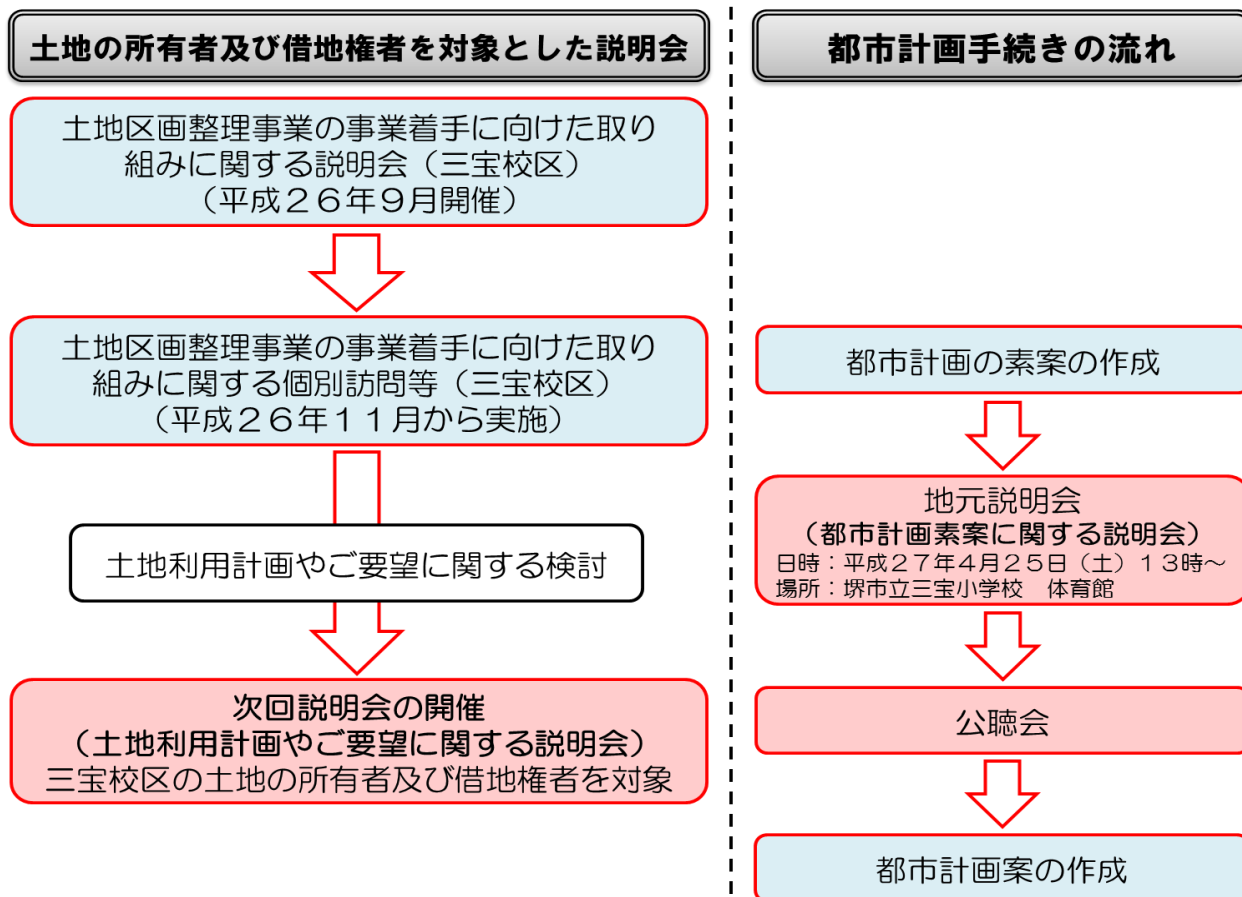 土地の所有者及び借地権者を対象とした説明会
土地区画整理事業の事業着手に向けた取り
組みに関する説明会（三宝校区）
（平成２６年９月開催）
土地区画整理事業の事業着手に向けた取り
組みに関する個別訪問等（三宝校区）
（平成２６年１１月から実施）
土地利用計画やご要望に関する検討
次回説明会の開催
（土地利用計画やご要望に関する説明会）
三宝校区の土地の所有者及び借地権者を対象
都市計画手続きの流れ
都市計画の素案の作成
地元説明会
（都市計画素案に関する説明会）
日時：平成２７年４月２５日（土）１３時～
場所：堺市立三宝小学校　体育館
公聴会
都市計画案の作成